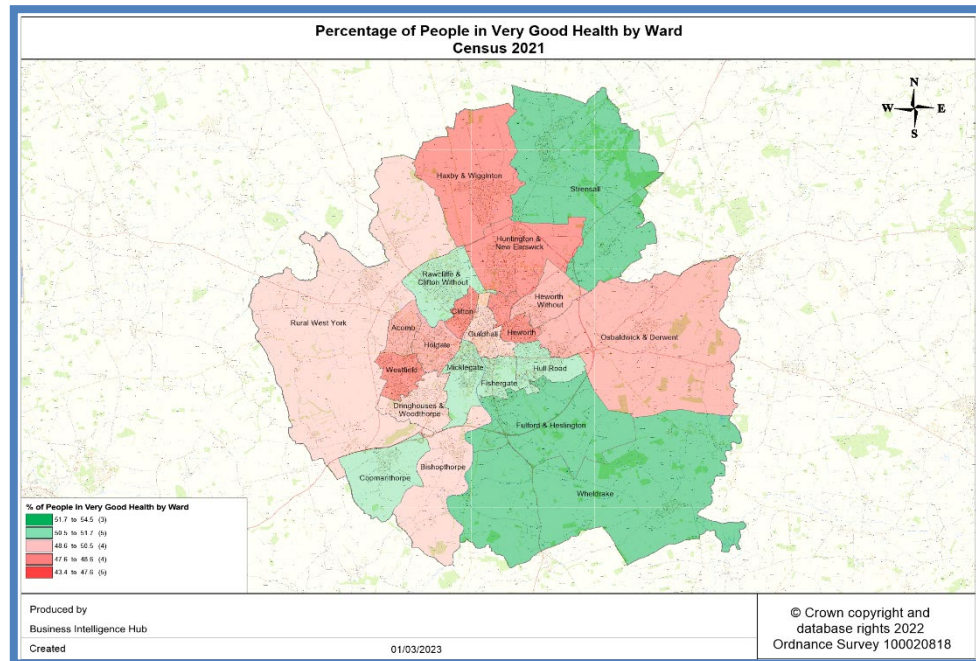 Percentage of People in Very Good Health by Ward
Census 2021
N
W E
S
Haxby & Wigginton
Strensall
Huntington &
New Earswick
Rawcliffe &
Clifton Without
Heworth
Without
Rural West York
Clifton
Acomb
Guildhall
Heworth
Osbaldwick & Derwent
Holgate
Westfield
Micklegate
Hull Road
Fishergate
Dringhouses &
Woodthorpe
Fulford & Heslington
Bishopthorpe
Copmanthorpe
Wheldrake
% of People in Very Good Health by Ward
51.7 to 54.5 (3)
50.5 to 51.7 (5)
48.6 to 50.5 (4)
47.6 to 48.6 (4)
43.4 to 47.6 (5)
Produced by
Business Intelligence Hub
Created 01/03/2023
© Crown copyright and
database rights 2022
Ordnance Survey 100020818